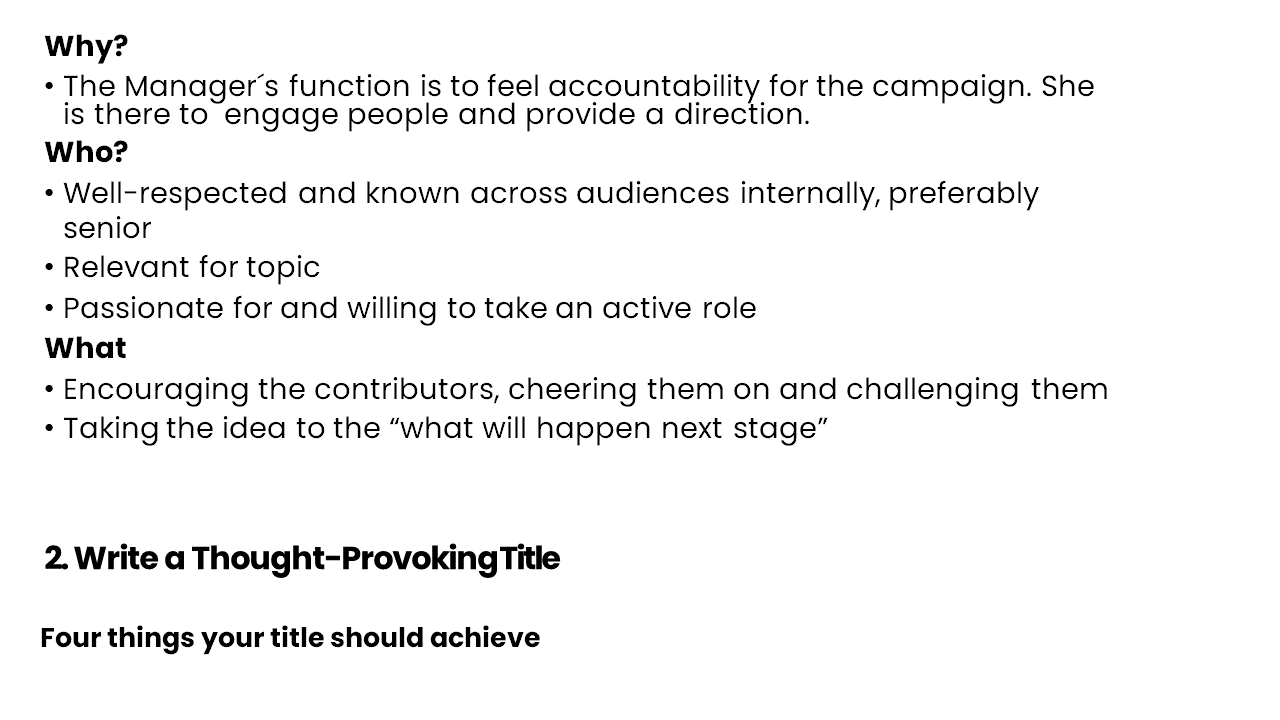 Why?
• The Manager´s function is to feel accountability for the campaign. She
is there to  engage people and provide a direction.
Who?
• Well-respected and known across audiences internally, preferably
senior
• Relevant for topic
• Passionate for and willing to take an active role
What
• Encouraging the contributors, cheering them on and challenging them
• Taking the idea to the “what will happen next stage”
2. Write a Thought-Provoking Title
Four things your title should achieve